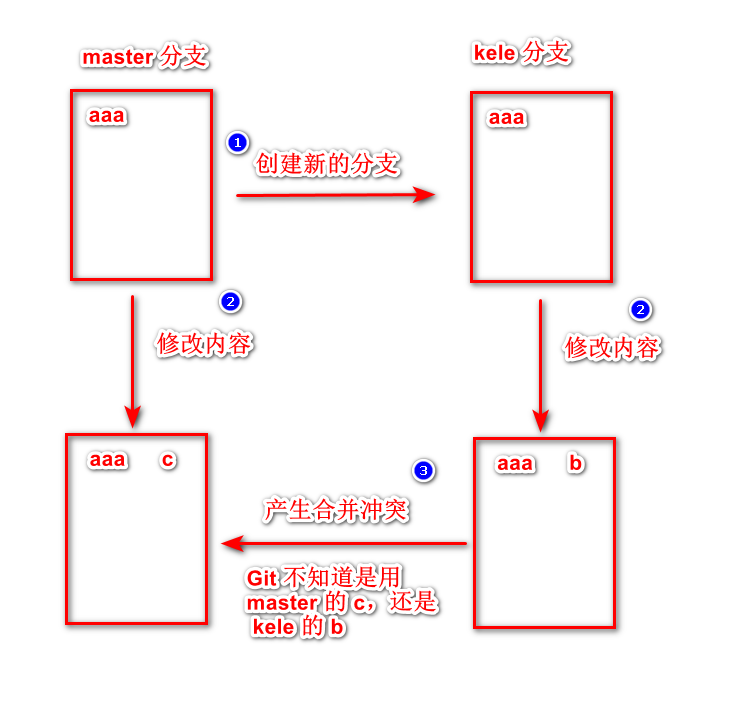 master 分支
kele 分支
aaa
aaa
1
创建新的分支
2
修改内容
2
修改内容
aaa c
aaa b
3
产生合并冲突
Git 不知道是用
master 的 c，还是
kele 的 b